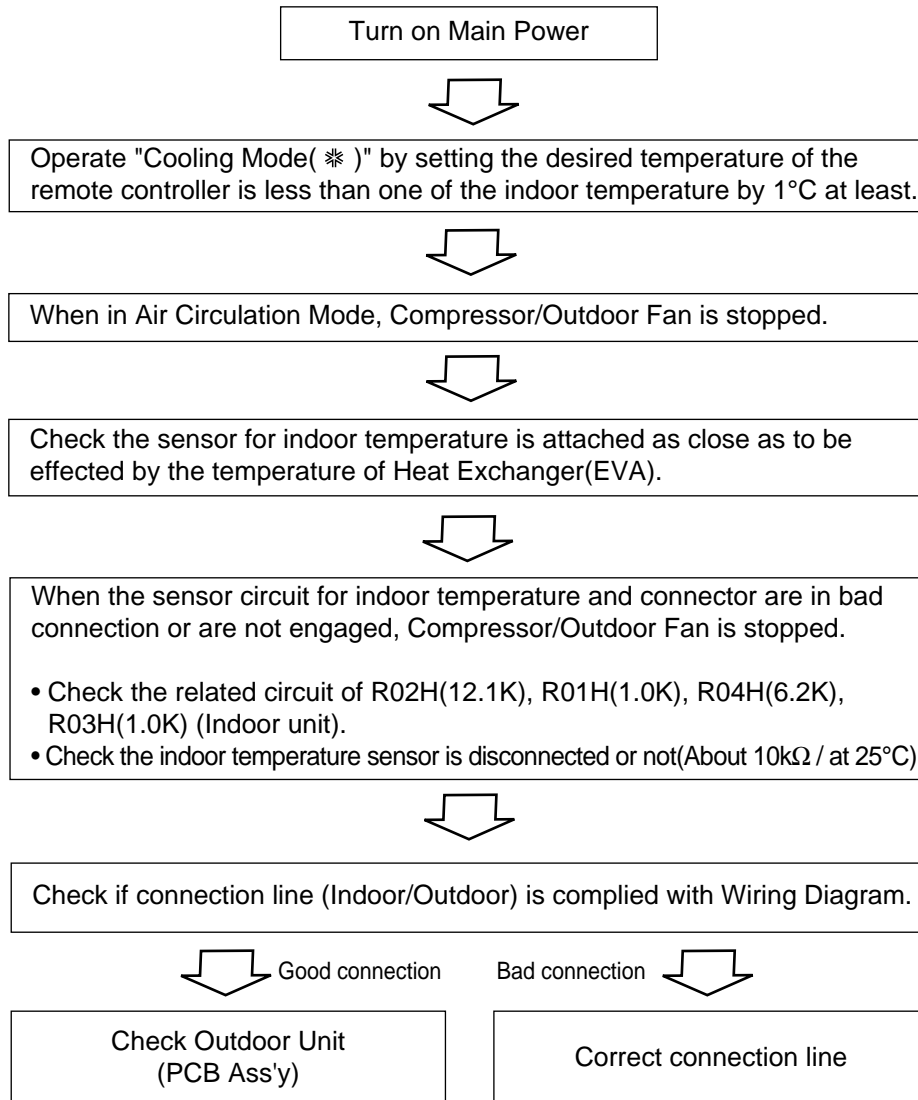 Turn on Main Power
Operate "Cooling Mode( ❋ )" by setting the desired temperature of the
remote controller is less than one of the indoor temperature by 1°C at least.
When in Air Circulation Mode, Compressor/Outdoor Fan is stopped.
Check the sensor for indoor temperature is attached as close as to be
effected by the temperature of Heat Exchanger(EVA).
When the sensor circuit for indoor temperature and connector are in bad
connection or are not engaged, Compressor/Outdoor Fan is stopped.
• Check the related circuit of R02H(12.1K), R01H(1.0K), R04H(6.2K),
R03H(1.0K) (Indoor unit).
• Check the indoor temperature sensor is disconnected or not(About 10kΩ / at 25°C)
Check if connection line (Indoor/Outdoor) is complied with Wiring Diagram.
Good connection
Bad connection
Check Outdoor Unit
(PCB Ass'y)
Correct connection line